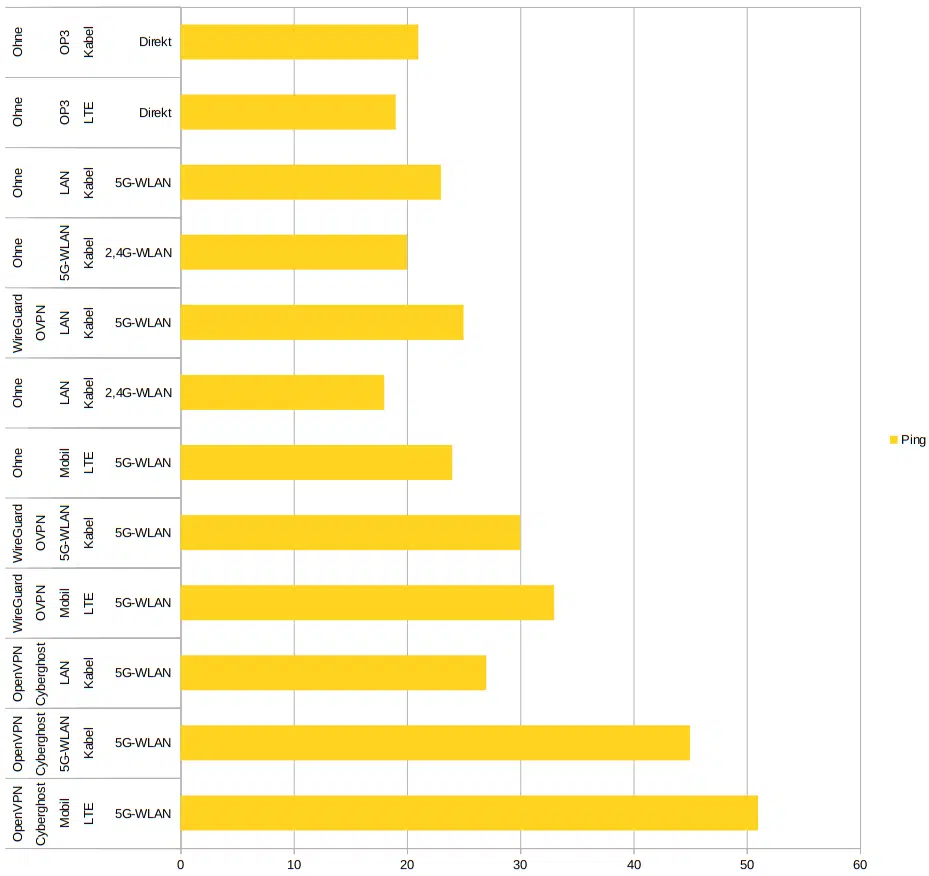 Ohne OP3 Kabel Direkt
Ohne OP3 LTE Direkt
Ohne LAN Kabel 5G-WLAN
Ohne 5G-WLAN Kabel 2,4G-WLAN
WireGuard OVPN LAN Kabel 5G-WLAN
Ohne LAN Kabel 2,4G-WLAN
Ohne Mobil LTE 5G-WLAN
WireGuard OVPN 5G-WLAN Kabel 5G-WLAN
WireGuard OVPN Mobil LTE 5G-WLAN
OpenVPN Cyberghost LAN Kabel 5G-WLAN
OpenVPN Cyberghost 5G-WLAN Kabel 5G-WLAN
OpenVPN Cyberghost Mobil LTE 5G-WLAN
0 10 20 30 40 50 60
Ping